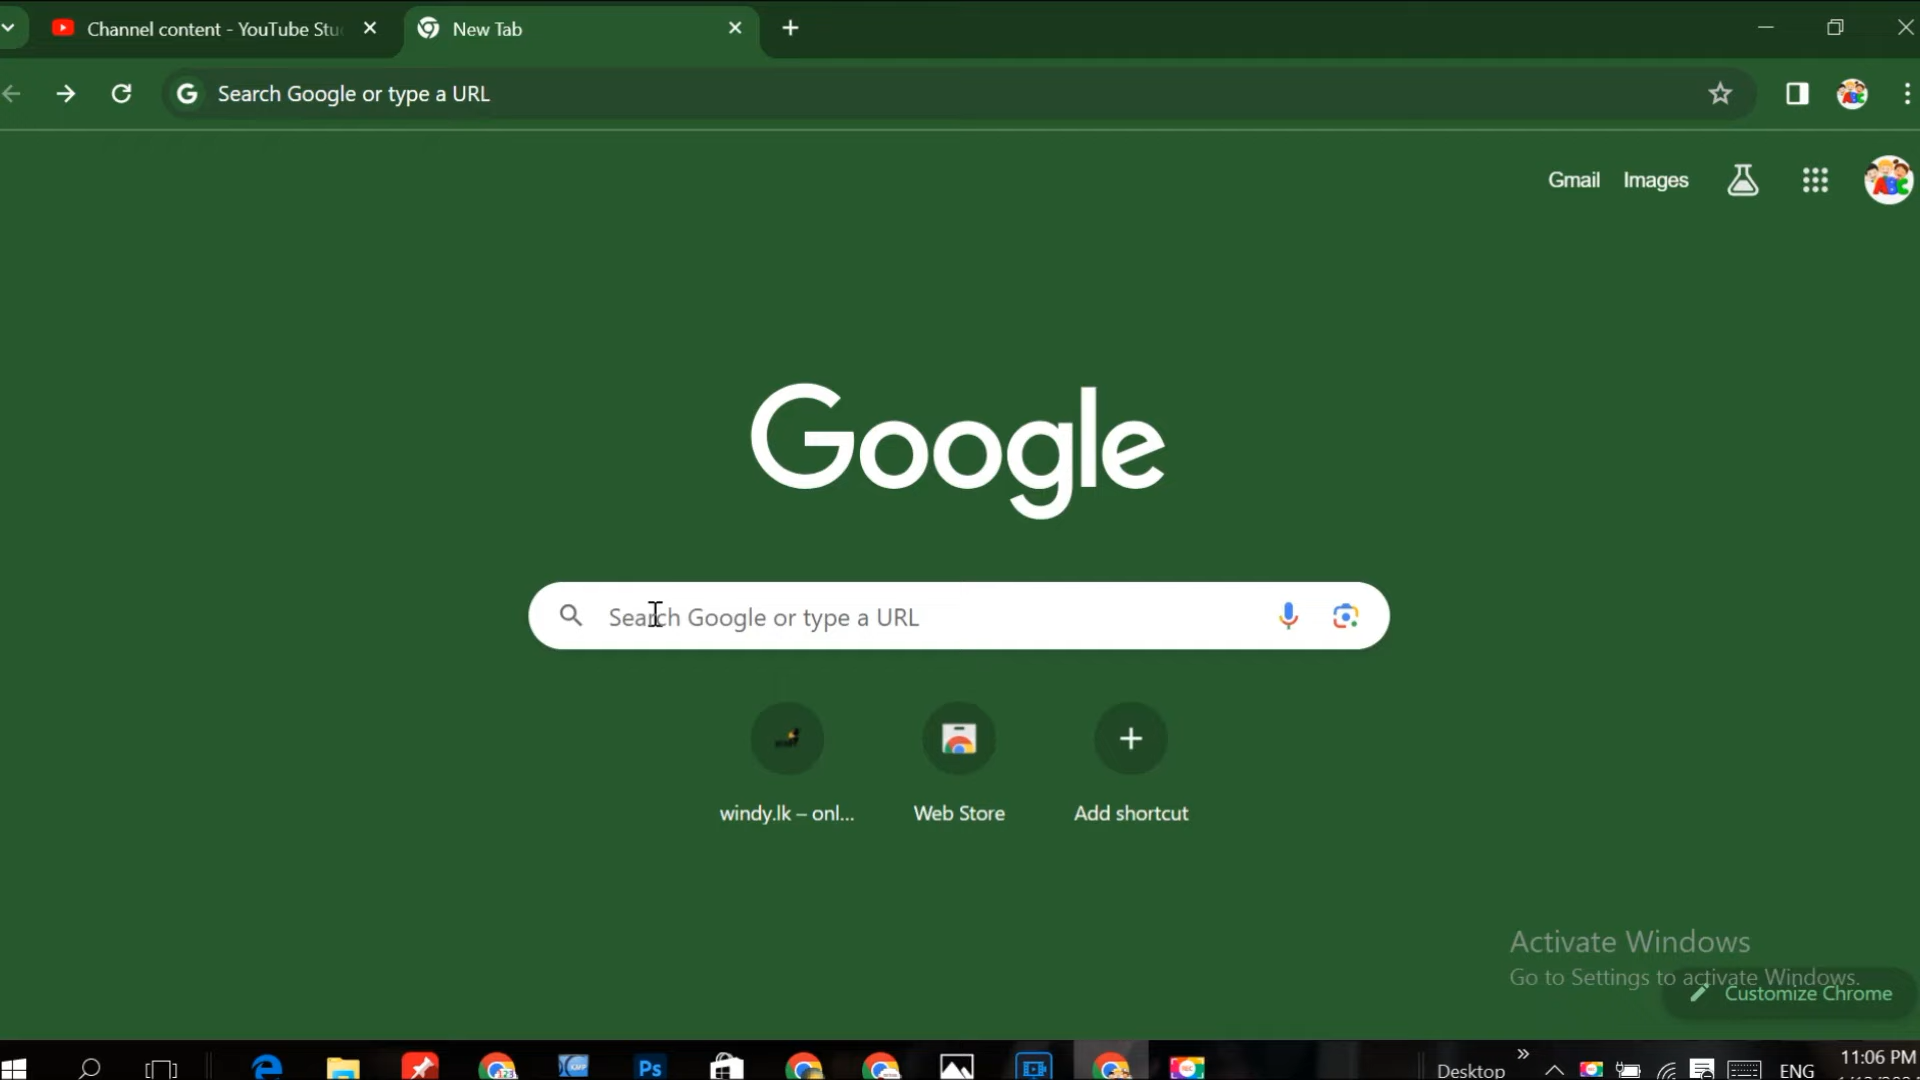 Channel content - YouTube Stu
New Tab
Search Google or type a URL
Gmail Images
ABC
Google
Search Google or type a URL
windy.lk – onl...
Web Store
Add shortcut
Activate Windows
Go to Settings to activate Windows.
Customize Chrome
123
Ps
Desktop
ENG
11:06 PM